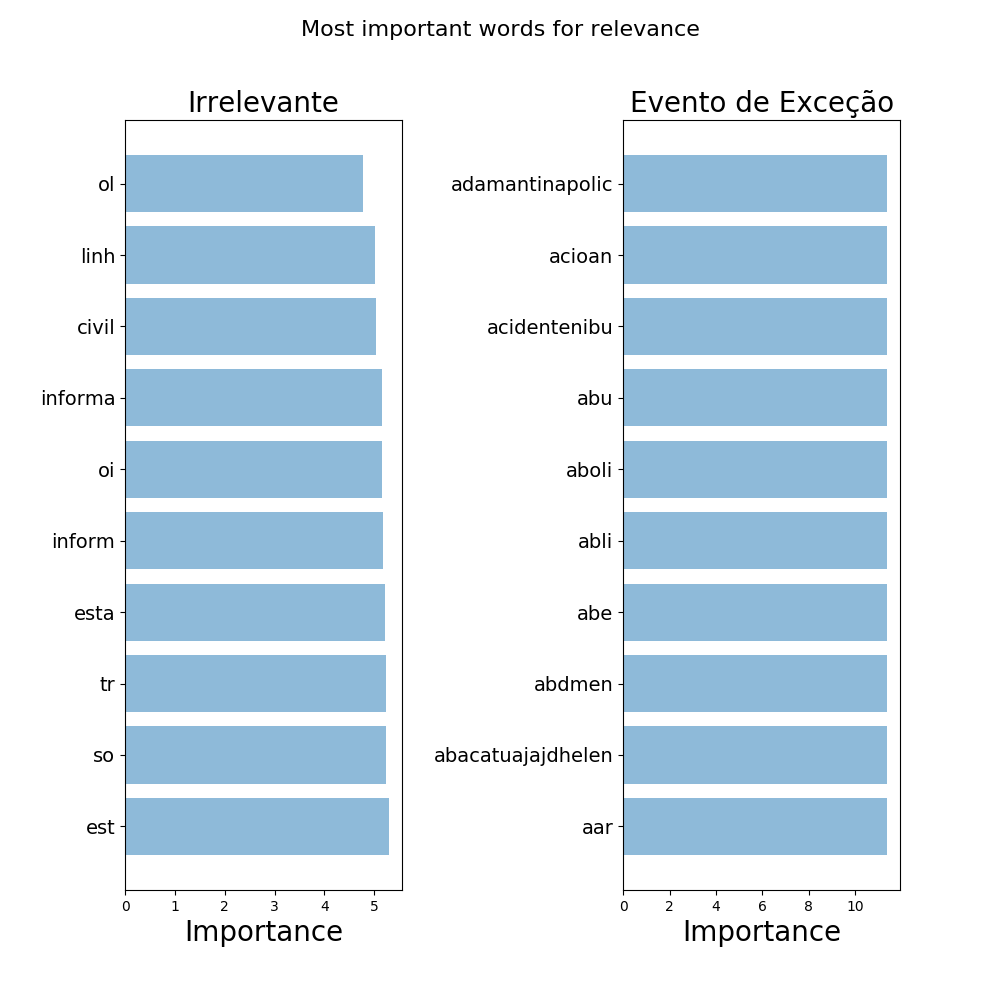 Most important words for relevance
Irrelevante
ol
linh
civil
informa
oi
inform
esta
tr
so
est
0 1 2 3 4 5
Importance
Evento de Exceção
adamantinapolic
acioan
acidentenibu
abu
aboli
abli
abe
abdmen
abacatuajajdhelen
aar
0 2 4 6 8 10
Importance